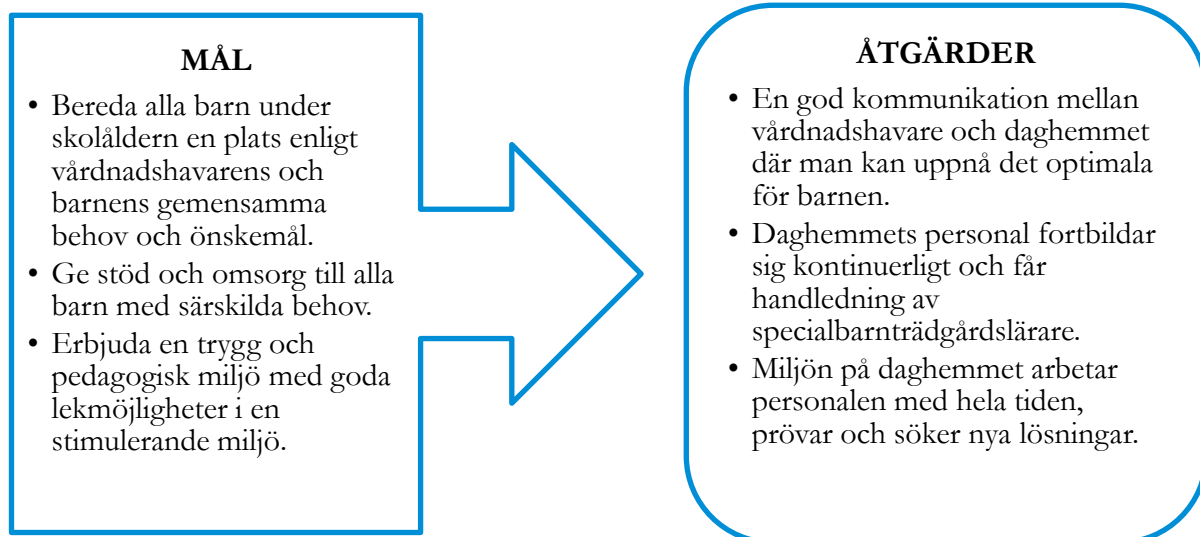 MÅL
• Bereda alla barn under
skolåldern en plats enligt
vårdnadshavarens och
barnens gemensamma
behov och önskemål.
• Ge stöd och omsorg till alla
barn med särskilda behov.
• Erbjuda en trygg och
pedagogisk miljö med goda
lekmöjligheter i en
stimulerande miljö.
ÅTGÄRDER
• En god kommunikation mellan
vårdnadshavare och daghemmet
där man kan uppnå det optimala
för barnen.
• Daghemmets personal fortbildar
sig kontinuerligt och får
handledning av
specialbarnträdgårdslärare.
• Miljön på daghemmet arbetar
personalen med hela tiden,
prövar och söker nya lösningar.